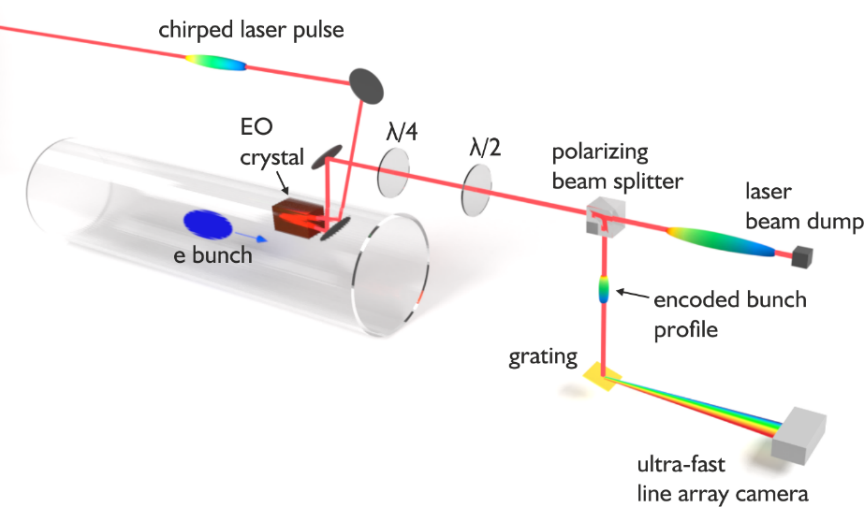 chirped laser pulse
EO
crystal
λ/4
λ/2
polarizing
beam splitter
laser
beam dump
e bunch
encoded bunch
profile
grating
ultra-fast
line array camera